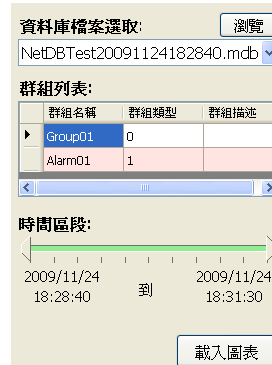 資料庫檔案選取: 瀏覽
NetDBTest20091124182840.mdb
群組列表:
群組名稱 群組類型 群組描述
Group01 0
Alarm01 1
時間區段:
2009/11/24 到 2009/11/24
18:28:40 18:31:30
載入圖表